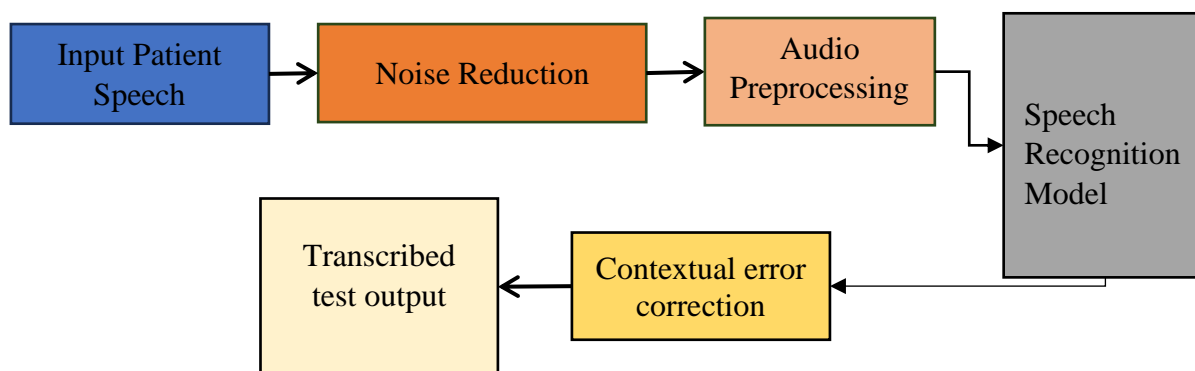 Input Patient
Speech
Noise Reduction
Audio
Preprocessing
Speech
Recognition
Model
Contextual error
correction
Transcribed
test output